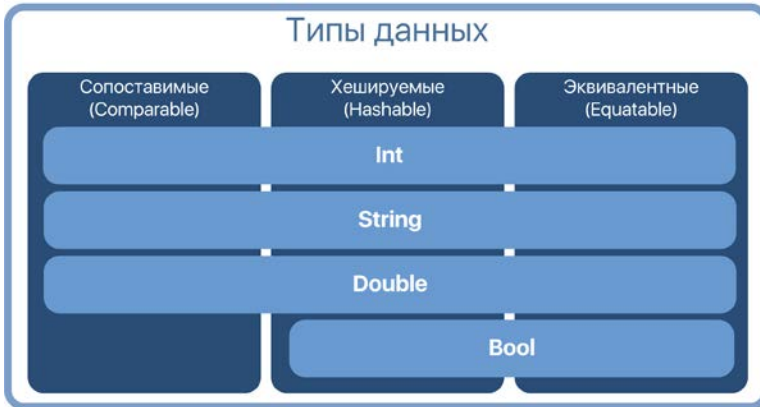 Типы данных
Сопоставимые
(Comparable)
Хешируемые
(Hashable)
Эквивалентные
(Equatable)
Int
String
Double
Bool